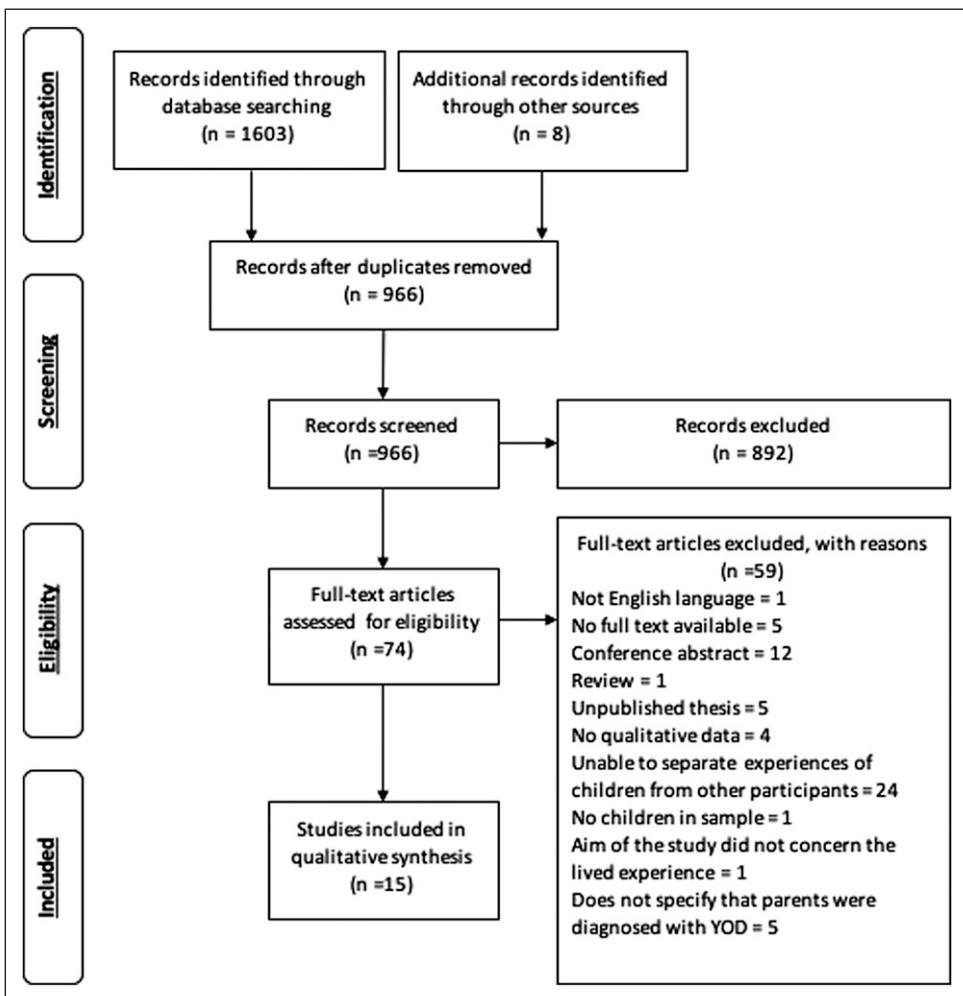 Identification
Records identified through
database searching
(n = 1603)
Additional records identified
through other sources
(n = 8)
Records after duplicates removed
(n = 966)
Screening
Records screened
(n =966)
Records excluded
(n = 892)
Eligibility
Full-text articles
assessed for eligibility
(n =74)
Full-text articles excluded, with reasons
(n =59)
Not English language = 1
No full text available = 5
Conference abstract = 12
Review = 1
Unpublished thesis = 5
No qualitative data = 4
Unable to separate experiences of
children from other participants = 24
No children in sample = 1
Aim of the study did not concern the
lived experience = 1
Does not specify that parents were
diagnosed with YOD = 5
Included
Studies included in
qualitative synthesis
(n =15)